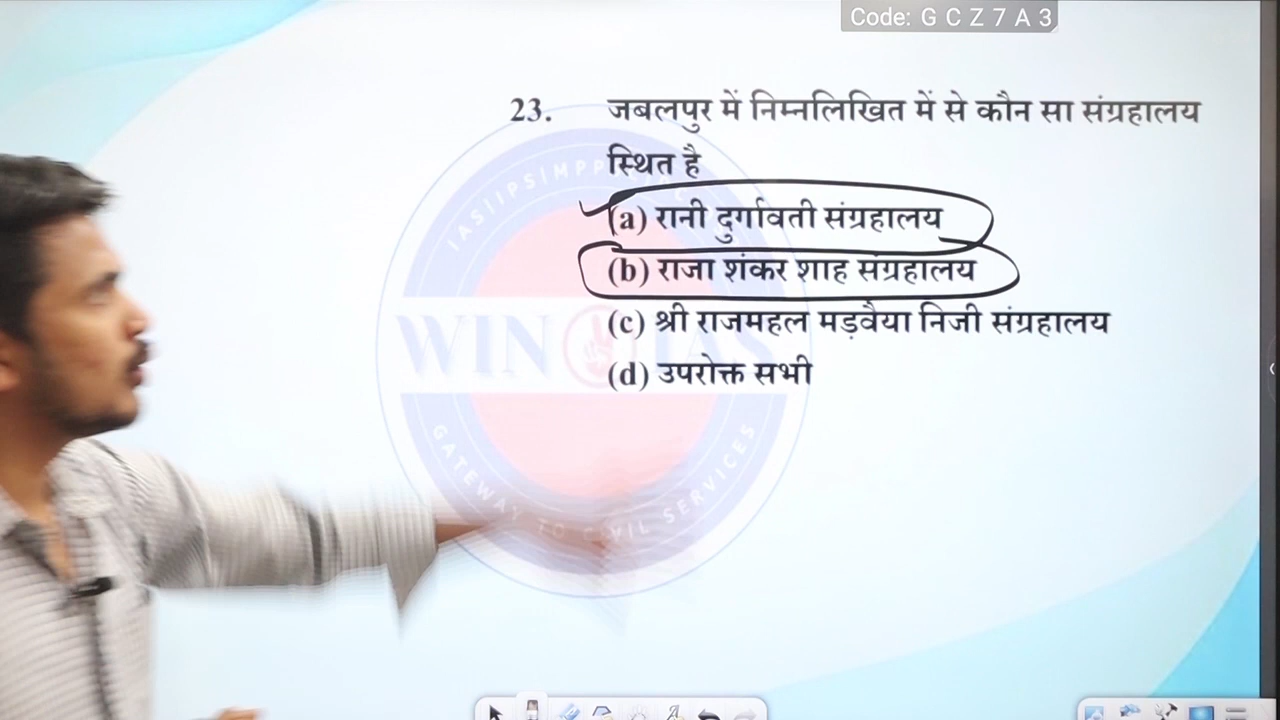 Code: G C Z 7 A 3
23. जबलपुर में निम्नलिखित में से कौन सा संग्रहालय
स्थित है
(a) रानी दुर्गावती संग्रहालय
(b) राजा शंकर शाह संग्रहालय
(c) श्री राजमहल मड़वैया निजी संग्रहालय
(d) उपरोक्त सभी
WIN IAS
GATEWAY TO CIVIL SERVICES